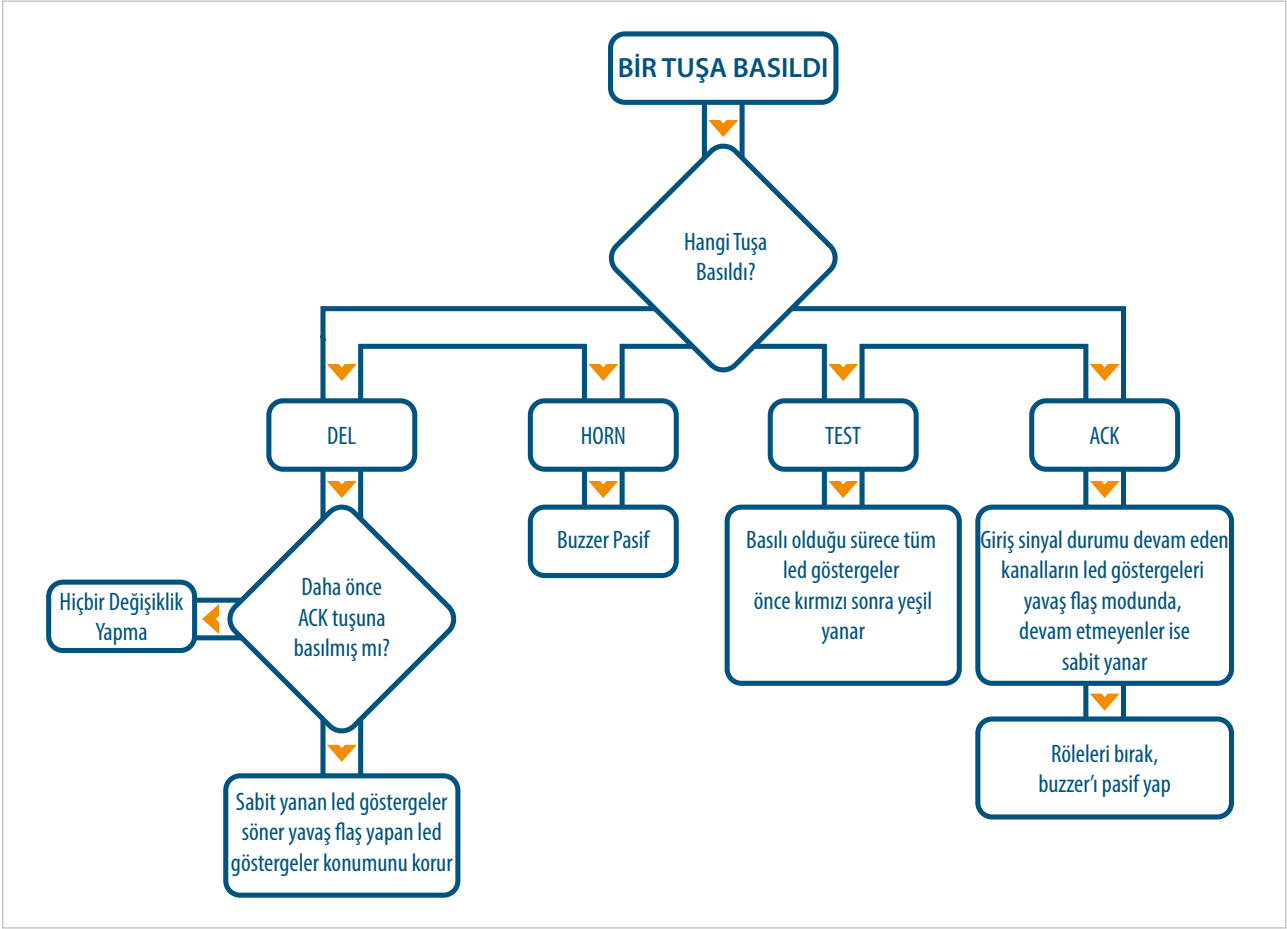 BİR TUŞA BASILDI
Hangi Tuşa
Basıldı?
DEL
HORN
TEST
ACK
Buzzer Pasif
Basılı olduğu sürece tüm
led göstergeler
önce kırmızı sonra yeşil
yanar
Giriş sinyal durumu devam eden
kanalların led göstergeleri
yavaş flaş modunda,
devam etmeyenler ise
sabit yanar
Hiçbir Değişiklik
Yapma
Daha önce
ACK tuşuna
basılmış mı?
Röleleri bırak,
buzzer’ı pasif yap
Sabit yanan led göstergeler
söner yavaş flaş yapan led
göstergeler konumunu korur